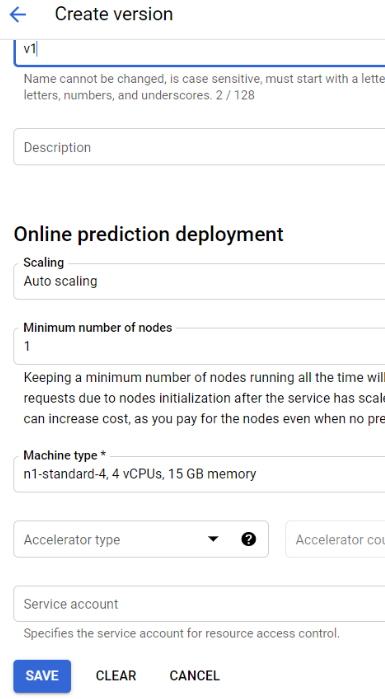 Create version
v1
Name cannot be changed, is case sensitive, must start with a lette
letters, numbers, and underscores. 2 / 128
Description
Online prediction deployment
Scaling
Auto scaling
Minimum number of nodes
1
Keeping a minimum number of nodes running all the time will
requests due to nodes initialization after the service has scale
can increase cost, as you pay for the nodes even when no pre
Machine type *
n1-standard-4, 4 vCPUs, 15 GB memory
Accelerator type ? Accelerator cou
Service account
Specifies the service account for resource access control.
SAVE CLEAR CANCEL